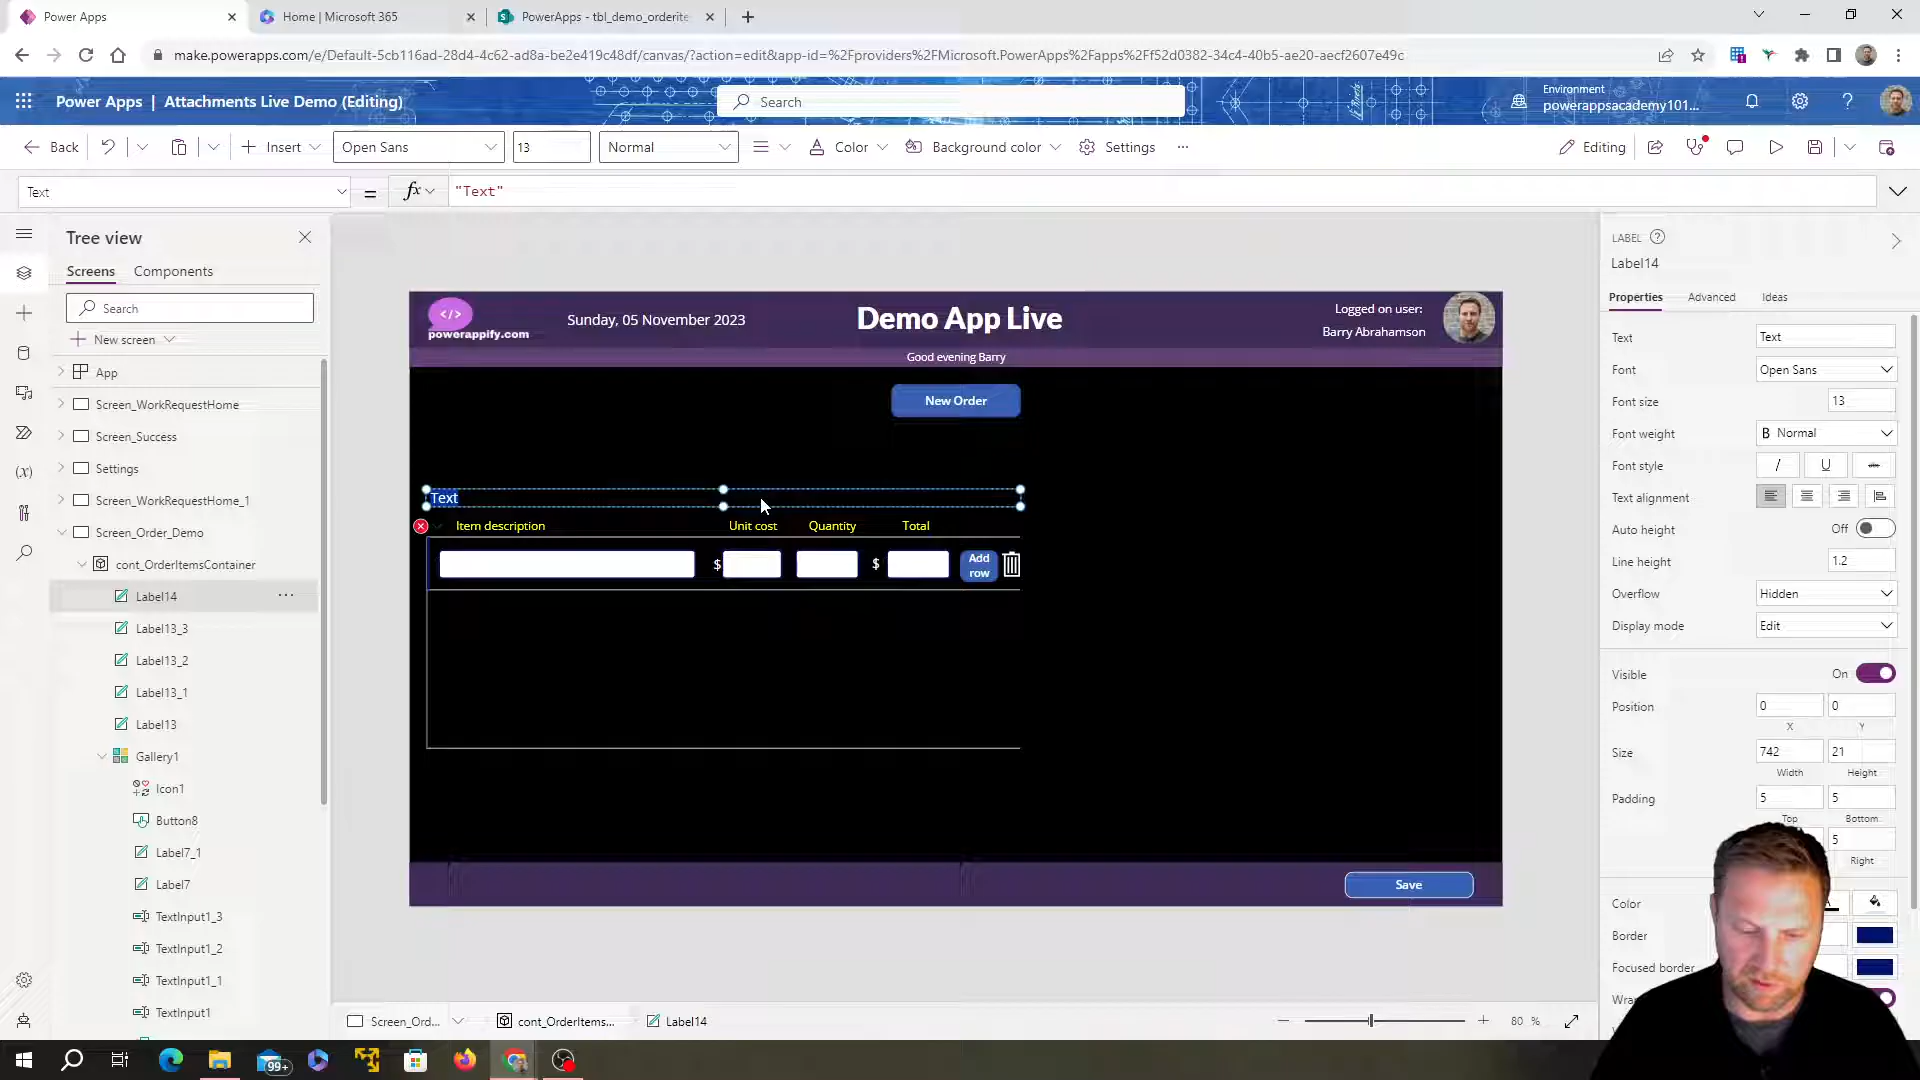 Power Apps
Home | Microsoft 365
PowerApps - tbl_demo_orderite
make.powerapps.com/e/Default-5cb116ad-28d4-4c62-ad8a-be2e419c48df/canvas/?action=edit&app-id=%2Fproviders%2FMicrosoft.PowerApps%2Fapps%2Ff52d0382-34c4-40b5-ae20-aecf2607e49c
Power Apps | Attachments Live Demo (Editing)
Search
Environment
powerappsacademy101...
Back
Insert
Open Sans
13
Normal
Color
Background color
Settings
Editing
Text
=
fx
"Text"
Tree view
Screens
Components
Search
New screen
App
Screen_WorkRequestHome
Screen_Success
Settings
Screen_WorkRequestHome_1
Screen_Order_Demo
cont_OrderItemsContainer
Label14
Label13_3
Label13_2
Label13_1
Label13
Gallery1
Icon1
Button8
Label7_1
Label7
TextInput1_3
TextInput1_2
TextInput1_1
TextInput1
</>
powerappify.com
Sunday, 05 November 2023
Demo App Live
Logged on user:
Barry Abrahamson
Good evening Barry
New Order
Text
Item description
Unit cost
Quantity
Total
$
$
Add row
Save
LABEL
Label14
Properties
Advanced
Ideas
Text
Text
Font
Open Sans
Font size
13
Font weight
B Normal
Font style
/
U
Text alignment
Auto height
Off
Line height
1.2
Overflow
Hidden
Display mode
Edit
Visible
On
Position
0
0
X
Y
Size
742
21
Width
Height
Padding
5
5
Top
Bottom
5
Right
Color
Border
Focused border
Screen_Ord...
cont_OrderItems...
Label14
80 %
99+